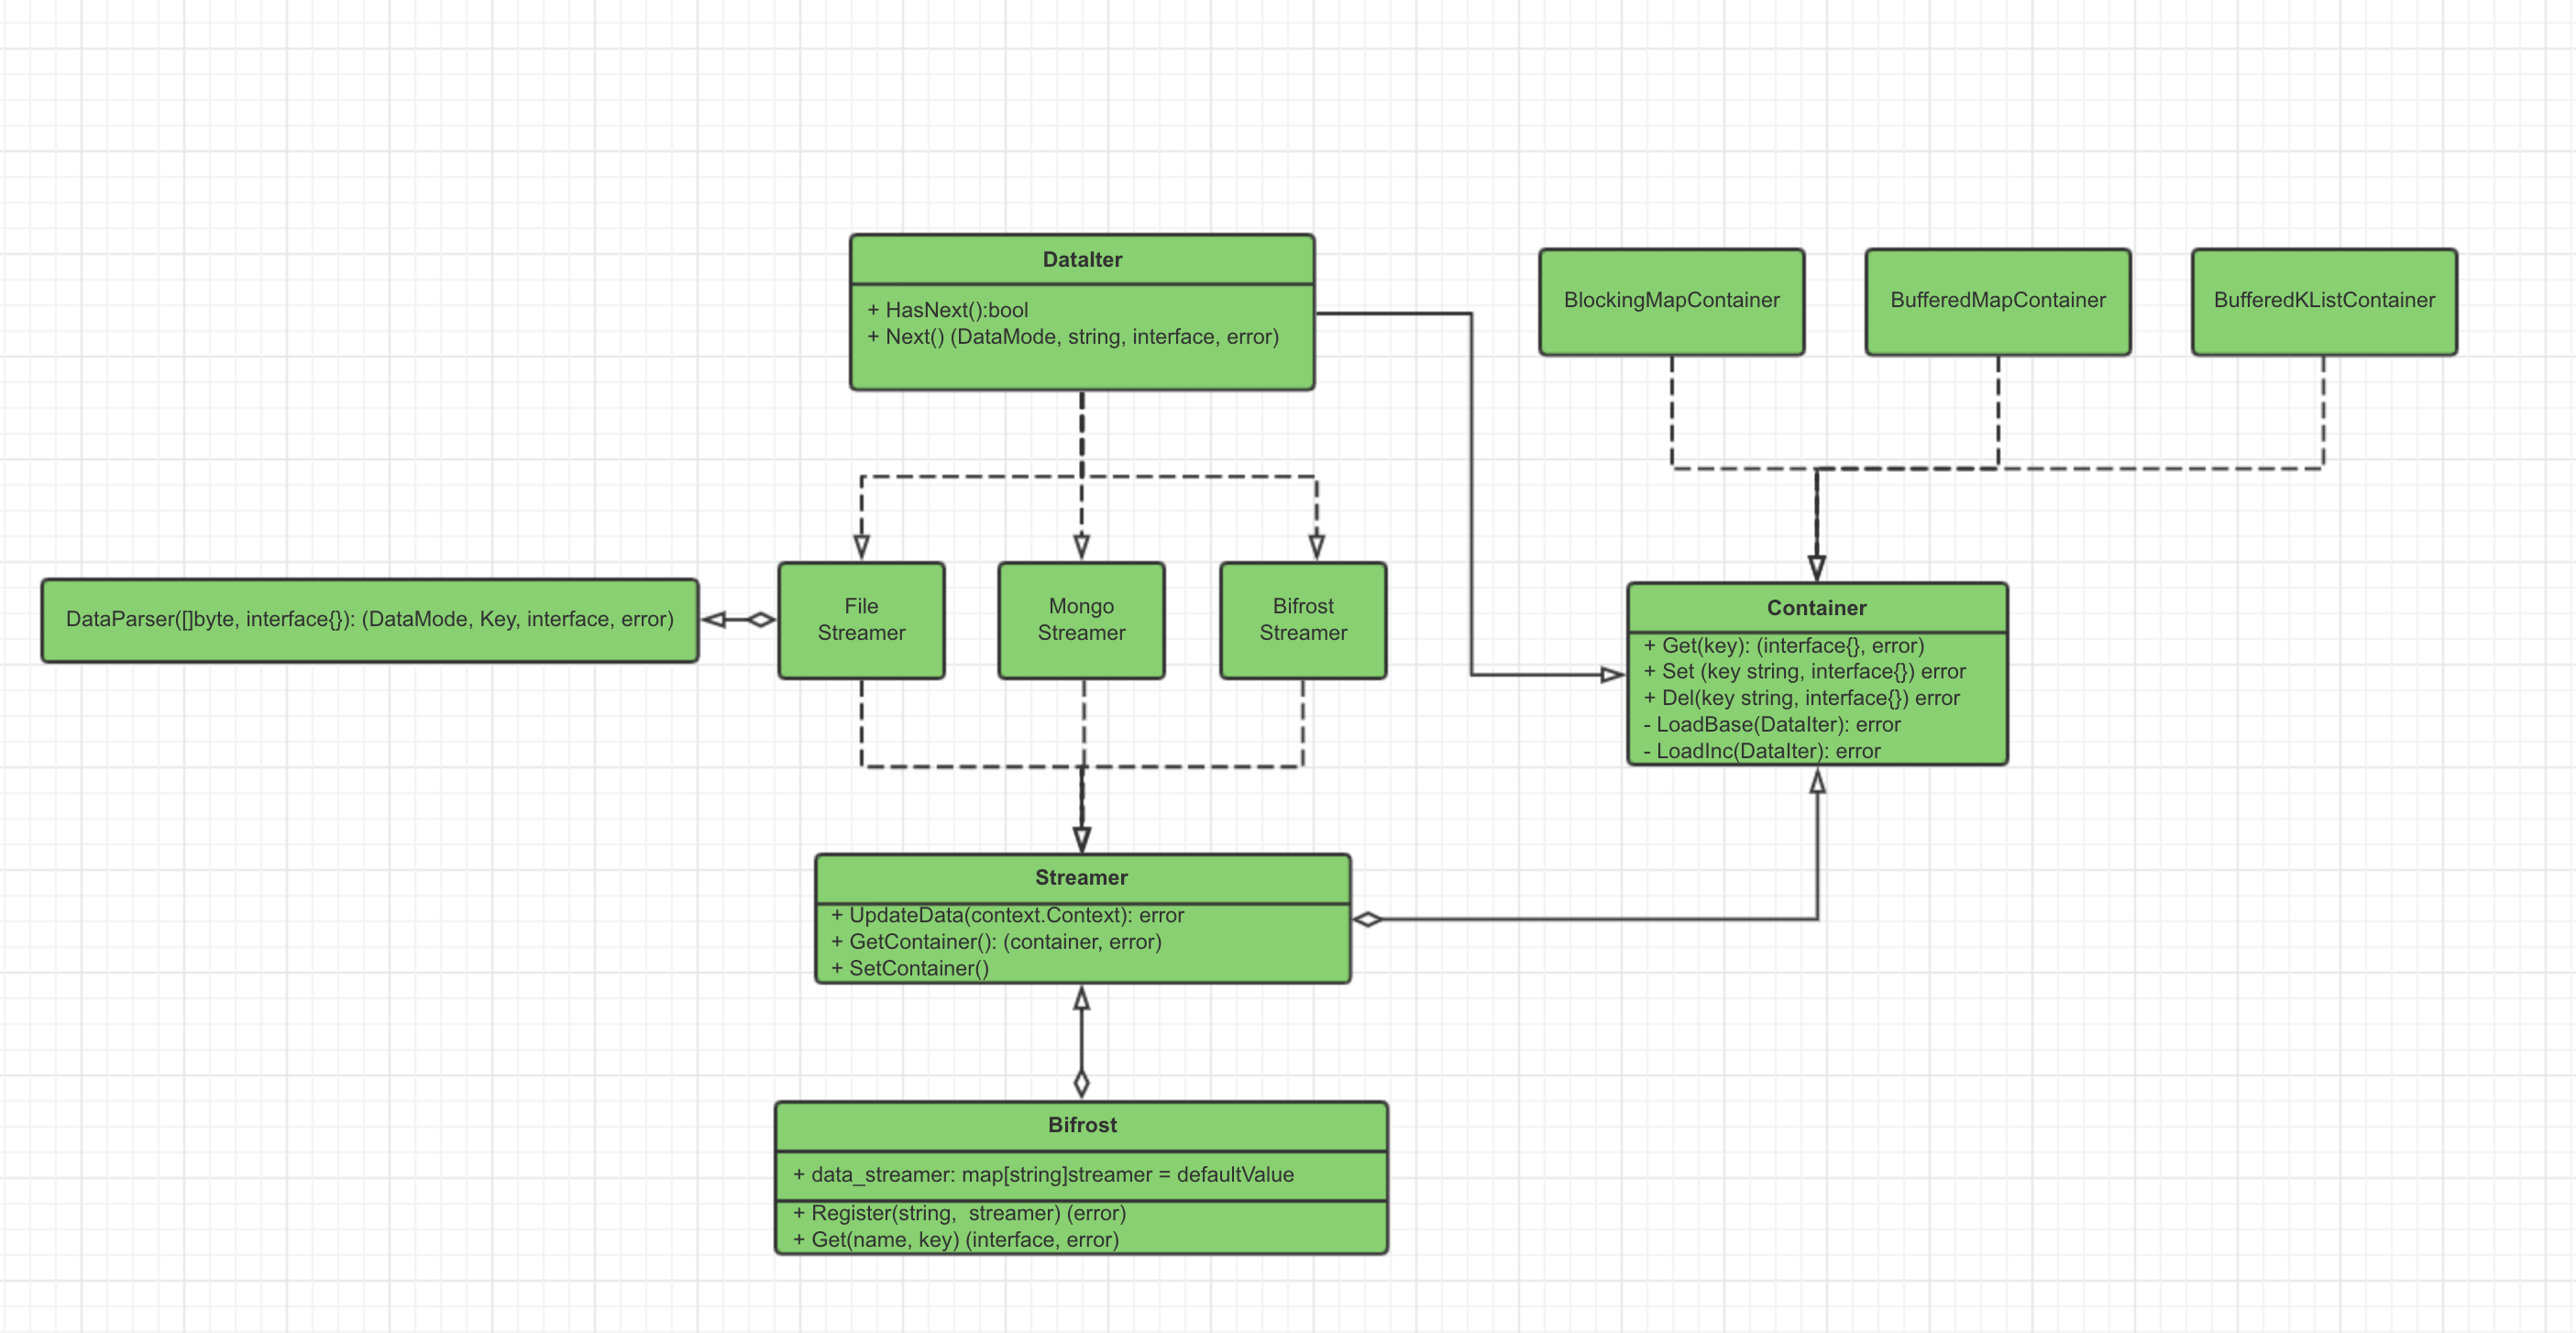 DataIter
+ HasNext():bool
+ Next() (DataMode, string, interface, error)
BlockingMapContainer
BufferedMapContainer
BufferedKListContainer
DataParser([]byte, interface{}): (DataMode, Key, interface, error)
File
Streamer
Mongo
Streamer
Bifrost
Streamer
Container
+ Get(key): (interface{}, error)
+ Set (key string, interface{}) error
+ Del(key string, interface{}) error
- LoadBase(DataIter): error
- LoadInc(DataIter): error
Streamer
+ UpdateData(context.Context): error
+ GetContainer(): (container, error)
+ SetContainer()
Bifrost
+ data_streamer: map[string]streamer = defaultValue
+ Register(string,  streamer) (error)
+ Get(name, key) (interface, error)